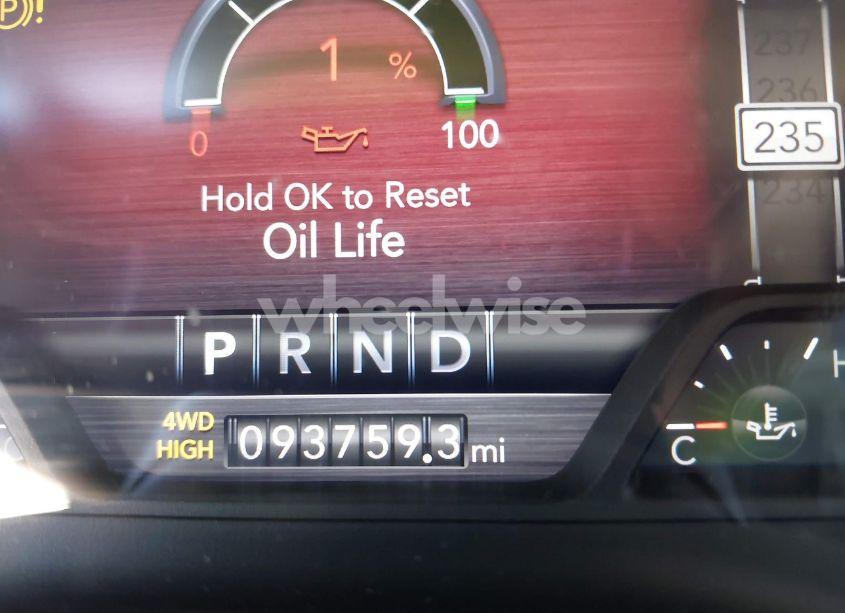 P !
1 %
237
236
235
234
0 100
Hold OK to Reset
Oil Life
wheelwise
P R N D
4WD
HIGH
093759.3 mi
C H